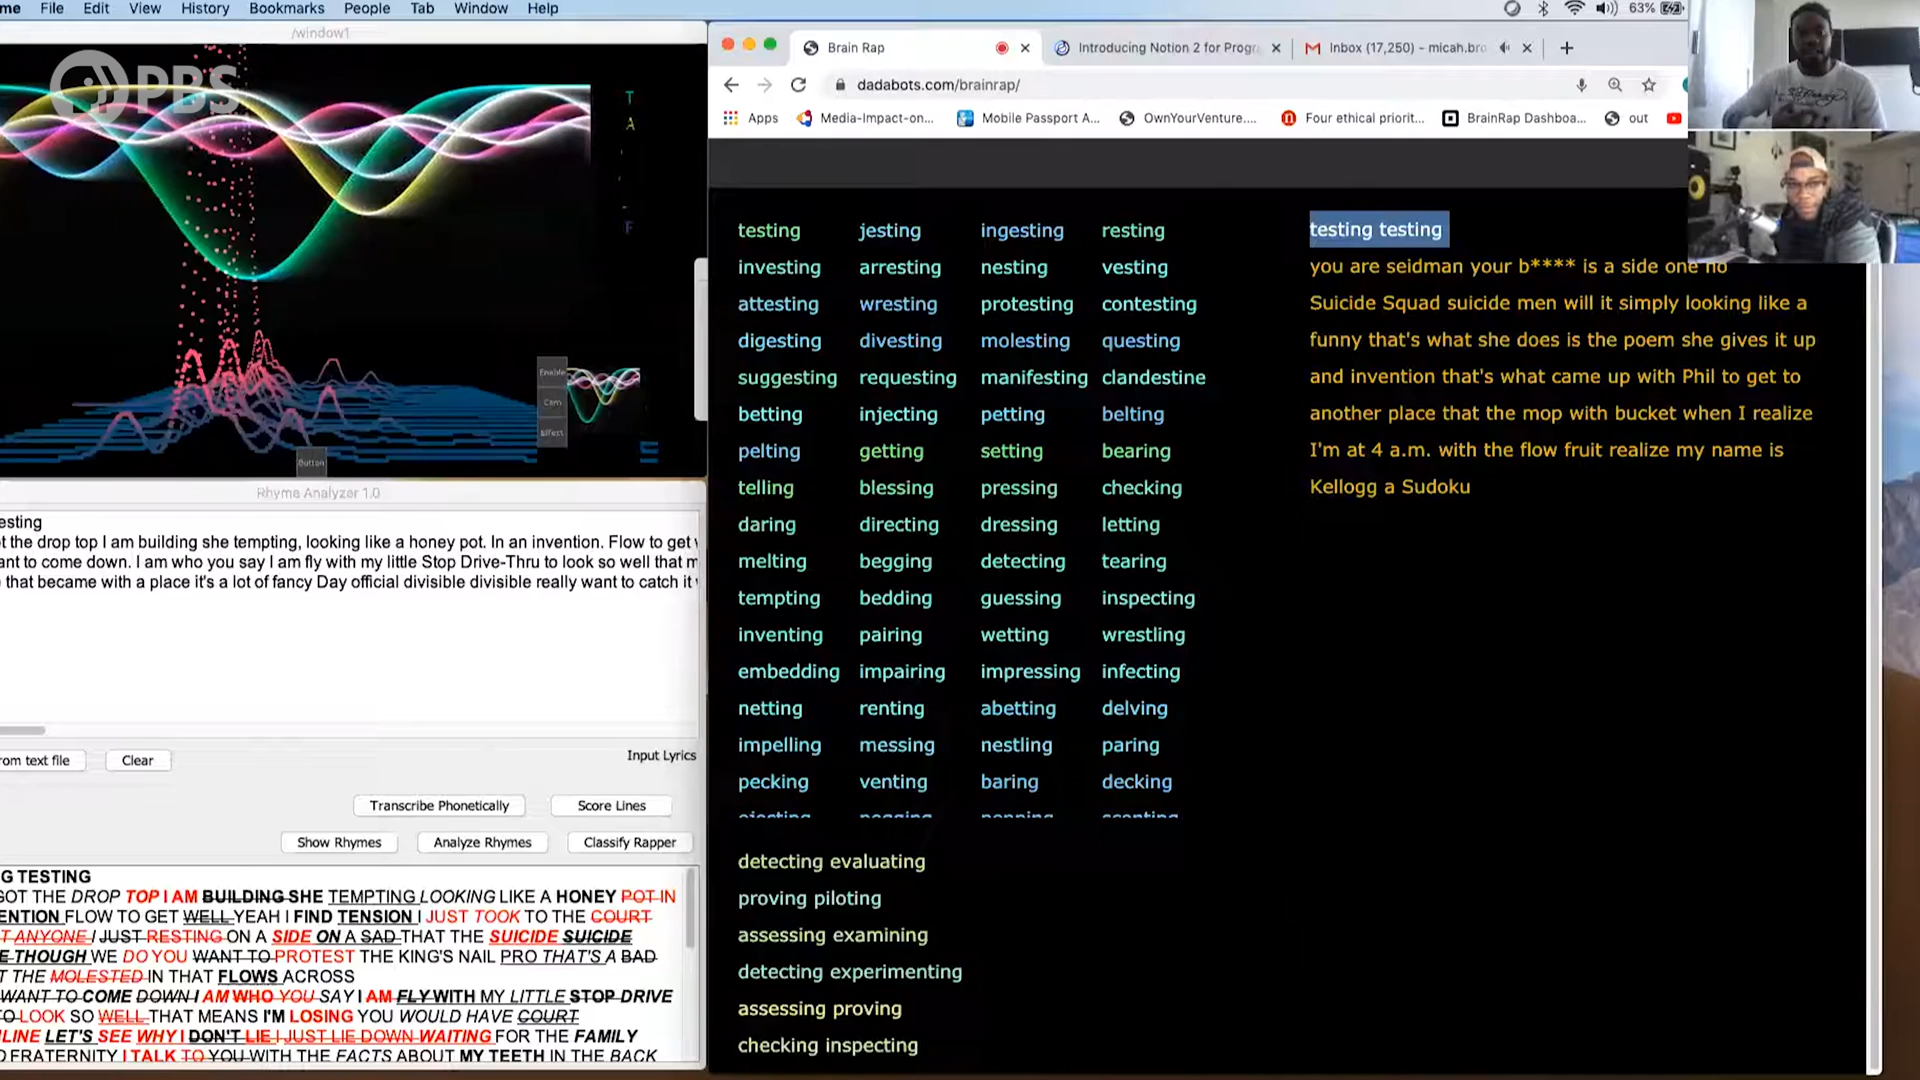 me File Edit View History Bookmarks People Tab Window Help 63%
/window1
PBS
T
A
F
Enable
Cam
Effect
Button
Brain Rap
Introducing Notion 2 for Progr
Inbox (17,250) - micah.bro
dadabots.com/brainrap/
Apps Media-Impact-on... Mobile Passport A... OwnYourVenture.... Four ethical priorit... BrainRap Dashboa... out
testing jesting ingesting resting
investing arresting nesting vesting
attesting wresting protesting contesting
digesting divesting molesting questing
suggesting requesting manifesting clandestine
betting injecting petting belting
pelting getting setting bearing
telling blessing pressing checking
daring directing dressing letting
melting begging detecting tearing
tempting bedding guessing inspecting
inventing pairing wetting wrestling
embedding impairing impressing infecting
netting renting abetting delving
impelling messing nestling paring
pecking venting baring decking
detecting evaluating
proving piloting
assessing examining
detecting experimenting
assessing proving
checking inspecting
testing testing
you are seidman your b**** is a side one no
Suicide Squad suicide men will it simply looking like a
funny that's what she does is the poem she gives it up
and invention that's what came up with Phil to get to
another place that the mop with bucket when I realize
I'm at 4 a.m. with the flow fruit realize my name is
Kellogg a Sudoku
Rhyme Analyzer 1.0
esting
t the drop top I am building she tempting, looking like a honey pot. In an invention. Flow to get
ant to come down. I am who you say I am fly with my little Stop Drive-Thru to look so well that m
that became with a place it's a lot of fancy Day official divisible divisible really want to catch it
rom text file Clear Input Lyrics
Transcribe Phonetically Score Lines
Show Rhymes Analyze Rhymes Classify Rapper
G TESTING
GOT THE DROP TOP I AM BUILDING SHE TEMPTING LOOKING LIKE A HONEY POT IN
ENTION FLOW TO GET WELL YEAH I FIND TENSION I JUST TOOK TO THE COURT
T ANYONE I JUST RESTING ON A SIDE ON A SAD THAT THE SUICIDE SUICIDE
E THOUGH WE DO YOU WANT TO PROTEST THE KING'S NAIL PRO THAT'S A BAD
T THE MOLESTED IN THAT FLOWS ACROSS
WANT TO COME DOWN I AM WHO YOU SAY I AM FLY WITH MY LITTLE STOP DRIVE
TO LOOK SO WELL THAT MEANS I'M LOSING YOU WOULD HAVE COURT
LINE LET'S SEE WHY I DON'T LIE I JUST LIE DOWN WAITING FOR THE FAMILY
D FRATERNITY I TALK TO YOU WITH THE FACTS ABOUT MY TEETH IN THE BACK